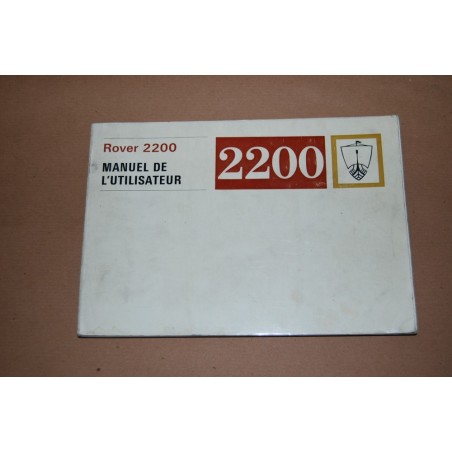 Rover 2200
MANUEL DE
L'UTILISATEUR
2200